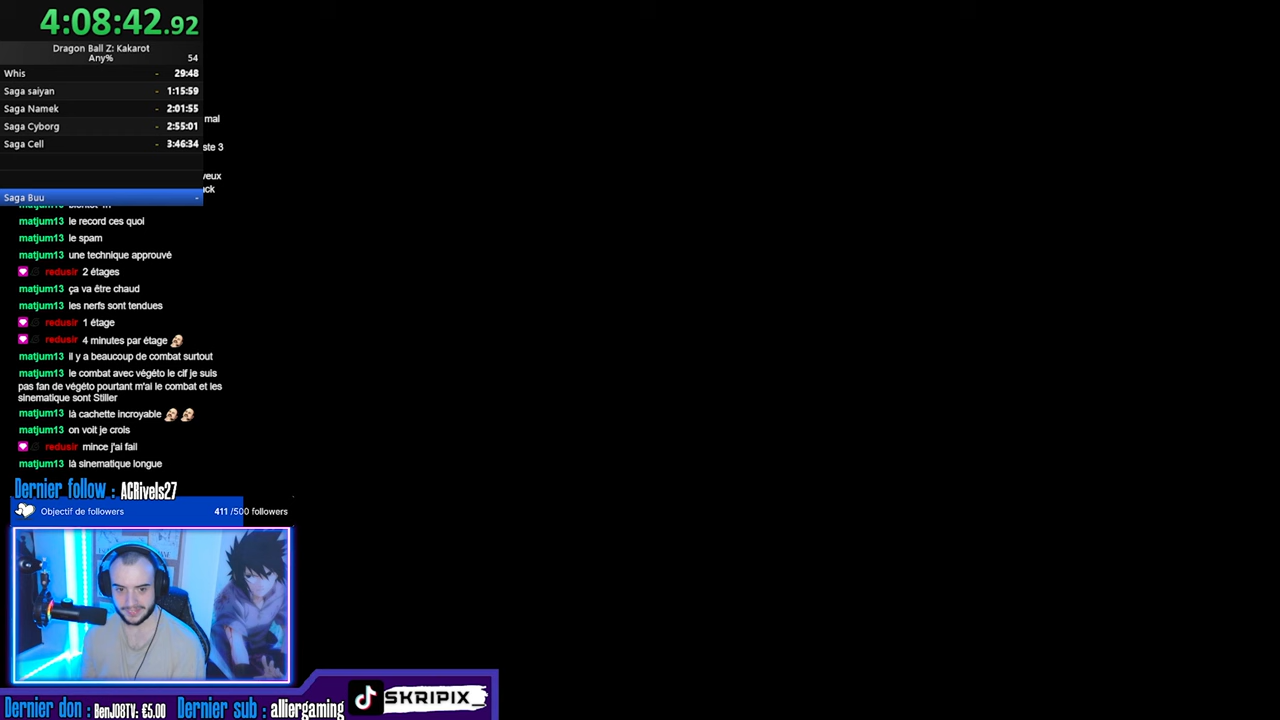 4:08:42.92
Dragon Ball Z: Kakarot
Any% 54
Whis - 29:48
Saga saiyan - 1:15:59
Saga Namek - 2:01:55
Saga Cyborg - 2:55:01
Saga Cell - 3:46:34
Saga Buu -
mal
ste 3
veux
matjum13 le record ces quoi
matjum13 le spam
matjum13 une technique approuvé
redusir 2 étages
matjum13 ça va être chaud
matjum13 les nerfs sont tendues
redusir 1 étage
redusir 4 minutes par étage
matjum13 il y a beaucoup de combat surtout
matjum13 le combat avec végéto le cif je suis
pas fan de végéto pourtant m'ai le combat et les
sinematique sont Stiller
matjum13 là cachette incroyable
matjum13 on voit je crois
redusir mince j'ai fail
matjum13 là sinematique longue
Dernier follow : ACRivels27
Objectif de followers 411 /500 followers
SKRIPIX_
Dernier don : BenJ08TV: €5.00 Dernier sub : alliergaming